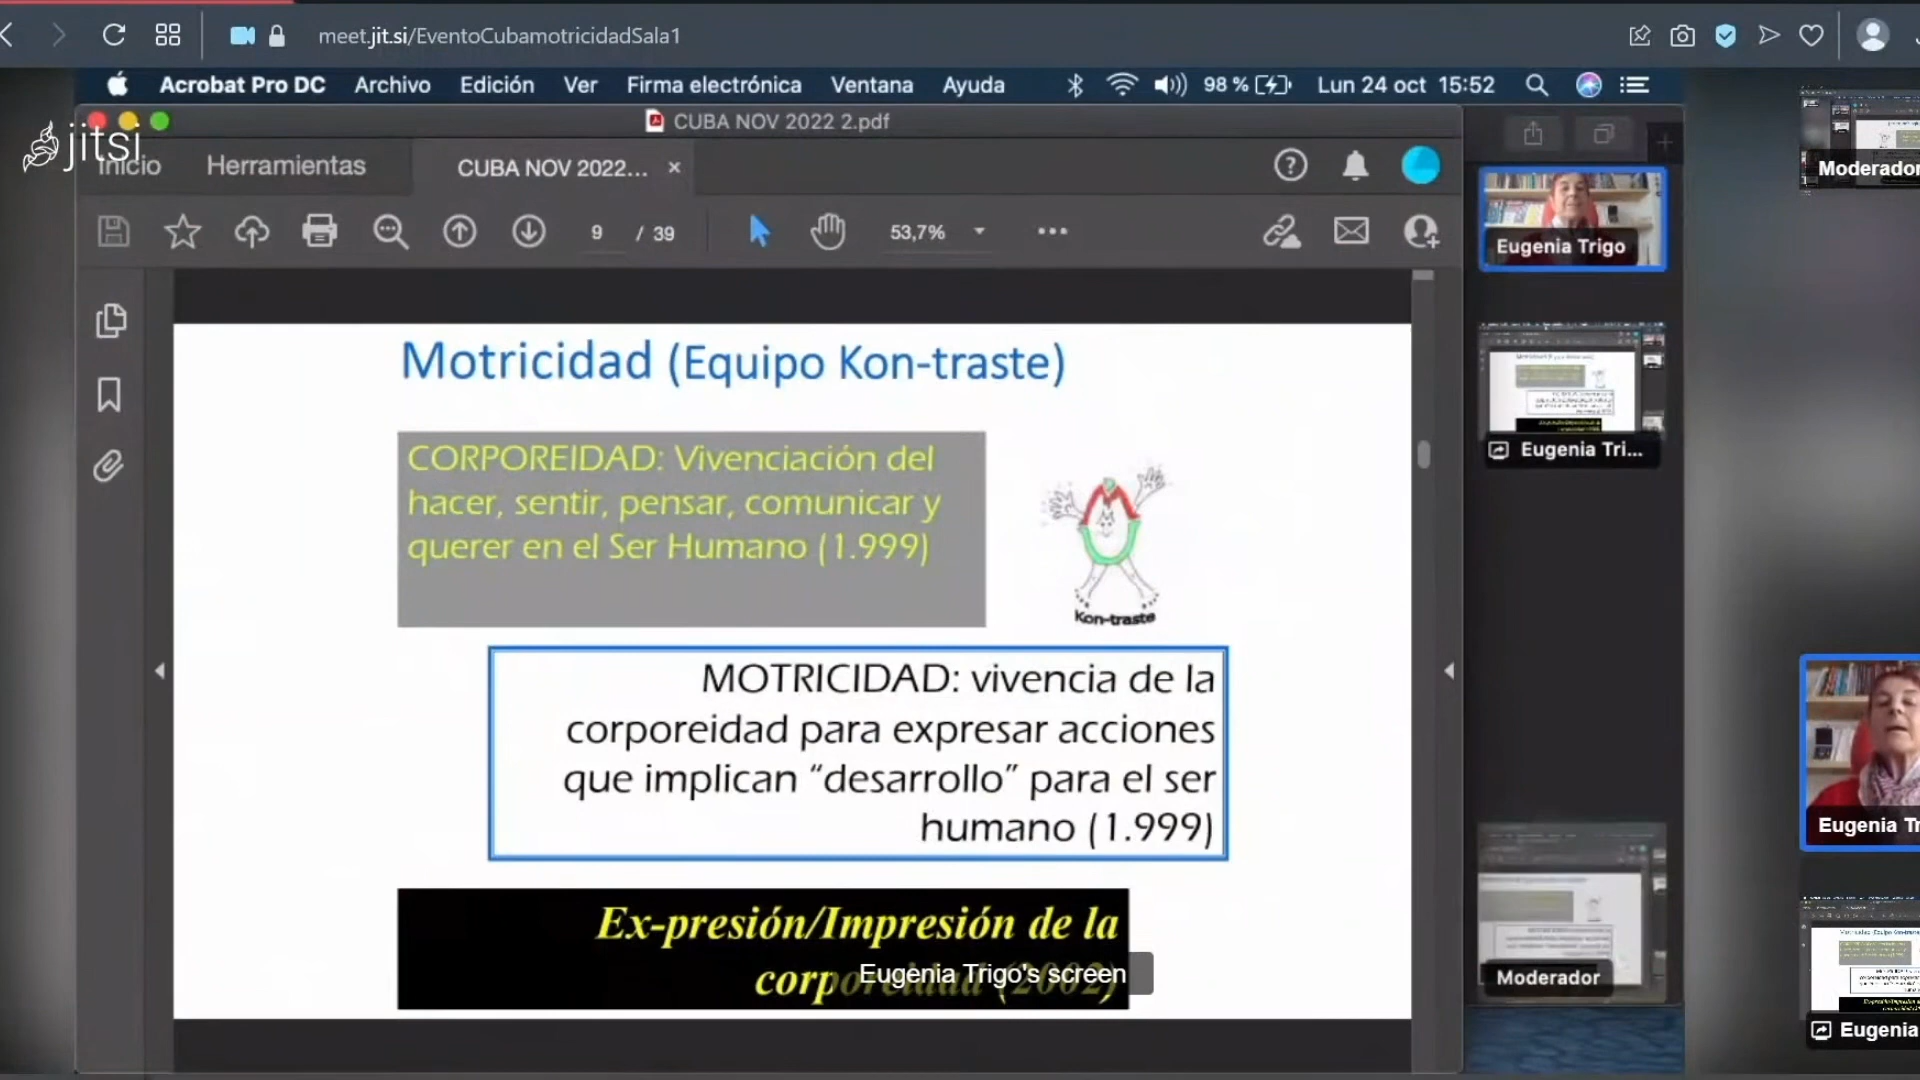 meet.jit.si/EventoCubamotricidadSala1
Acrobat Pro DC Archivo Edición Ver Firma electrónica Ventana Ayuda 98 % Lun 24 oct 15:52
jitsi
CUBA NOV 2022 2.pdf
Inicio Herramientas CUBA NOV 2022... ×
9 / 39 53,7%
Motricidad (Equipo Kon-traste)
CORPOREIDAD: Vivenciación del
hacer, sentir, pensar, comunicar y
querer en el Ser Humano (1.999)
Kon-traste
MOTRICIDAD: vivencia de la
corporeidad para expresar acciones
que implican “desarrollo” para el ser
humano (1.999)
Ex-presión/Impresión de la
corporeidad (2002)
Eugenia Trigo's screen
Eugenia Trigo
Eugenia Tri...
Moderador
Moderador
Eugenia Tr
Eugenia